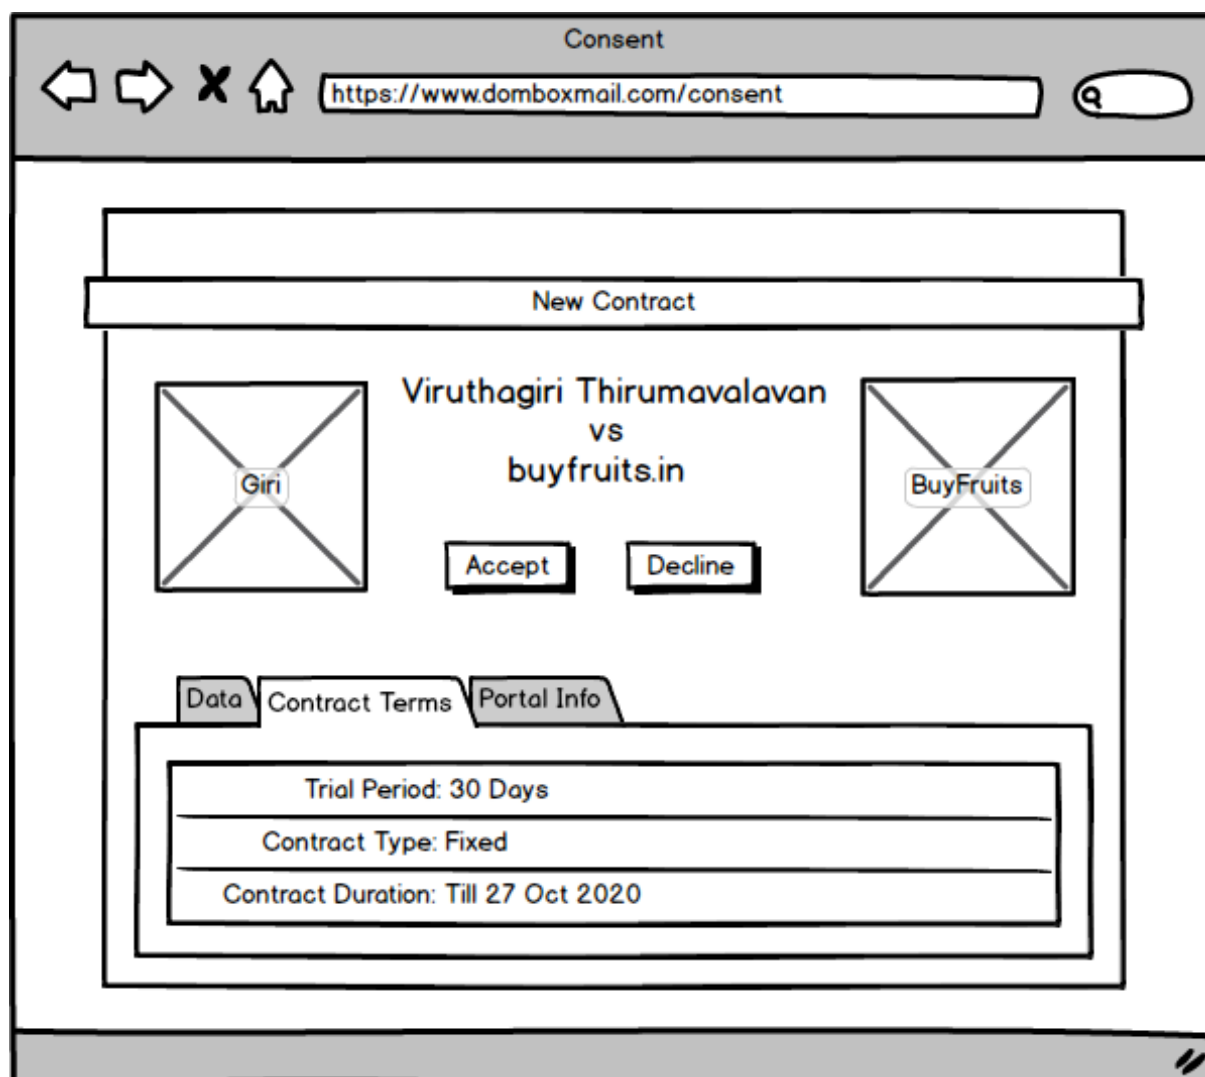 Consent
https://www.domboxmail.com/consent
New Contract
Viruthagiri Thirumavalavan
vs
buyfruits.in
Giri
BuyFruits
Accept Decline
Data Contract Terms Portal Info
Trial Period: 30 Days
Contract Type: Fixed
Contract Duration: Till 27 Oct 2020